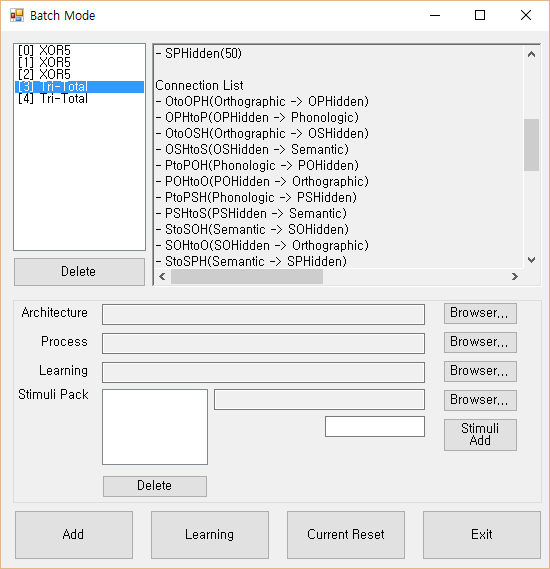 Batch Mode
[0] XOR5
[1] XOR5
[2] XOR5
[3] Tri-Total
[4] Tri-Total
Delete
- SPHidden(50)
Connection List
- OtoOPH(Orthographic -> OPHidden)
- OPHtoP(OPHidden -> Phonologic)
- OtoOSH(Orthographic -> OSHidden)
- OSHtoS(OSHidden -> Semantic)
- PtoPOH(Phonologic -> POHidden)
- POHtoO(POHidden -> Orthographic)
- PtoPSH(Phonologic -> PSHidden)
- PSHtoS(PSHidden -> Semantic)
- StoSOH(Semantic -> SOHidden)
- SOHtoO(SOHidden -> Orthographic)
- StoSPH(Semantic -> SPHidden)
Architecture
Browser...
Process
Browser...
Learning
Browser...
Stimuli Pack
Browser...
Stimuli
Add
Delete
Add
Learning
Current Reset
Exit